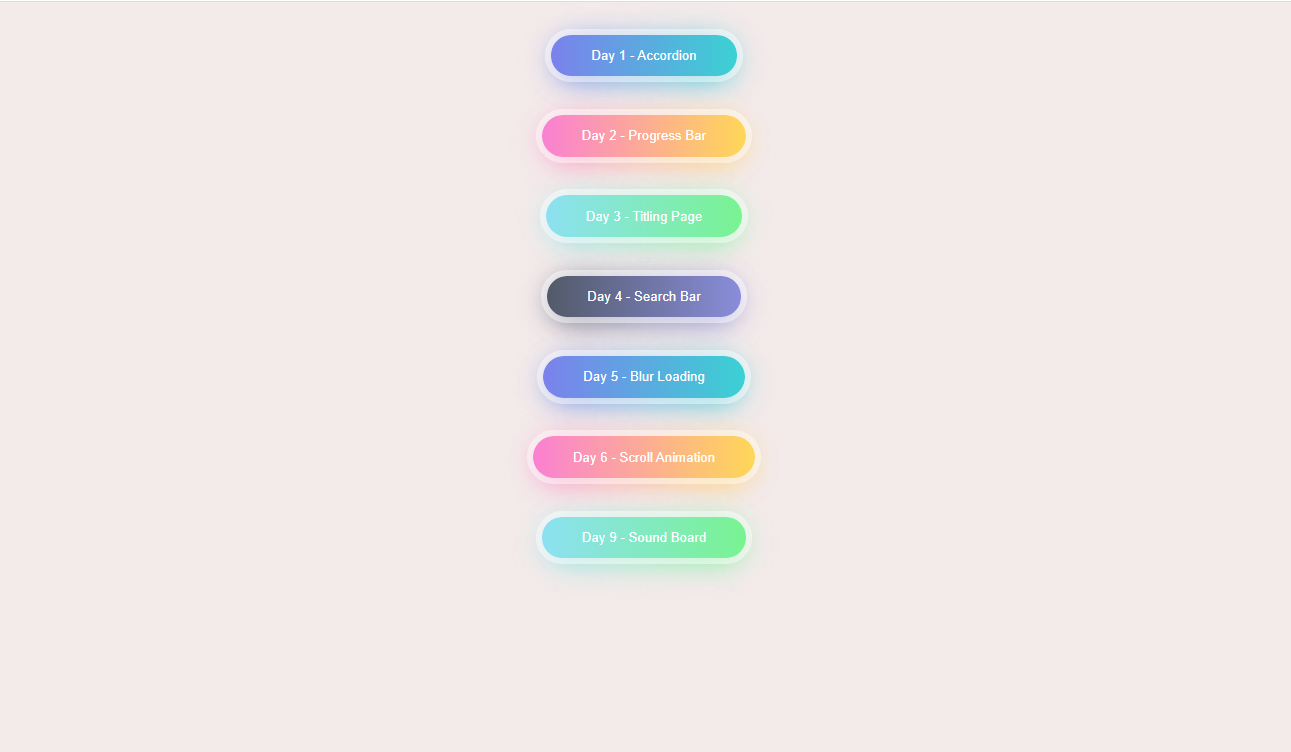 Day 1 - Accordion
Day 2 - Progress Bar
Day 3 - Titling Page
Day 4 - Search Bar
Day 5 - Blur Loading
Day 6 - Scroll Animation
Day 9 - Sound Board